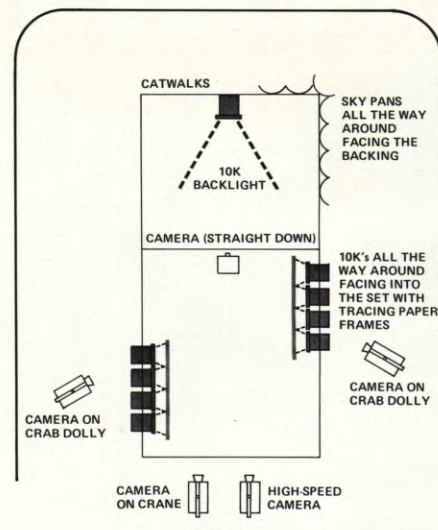 CATWALKS
SKY PANS
ALL THE WAY
AROUND
FACING THE
BACKING
10K
BACKLIGHT
CAMERA (STRAIGHT DOWN)
10K's ALL THE
WAY AROUND
FACING INTO
THE SET WITH
TRACING PAPER
FRAMES
CAMERA ON
CRAB DOLLY
CAMERA ON
CRAB DOLLY
CAMERA
ON CRANE
HIGH-SPEED
CAMERA